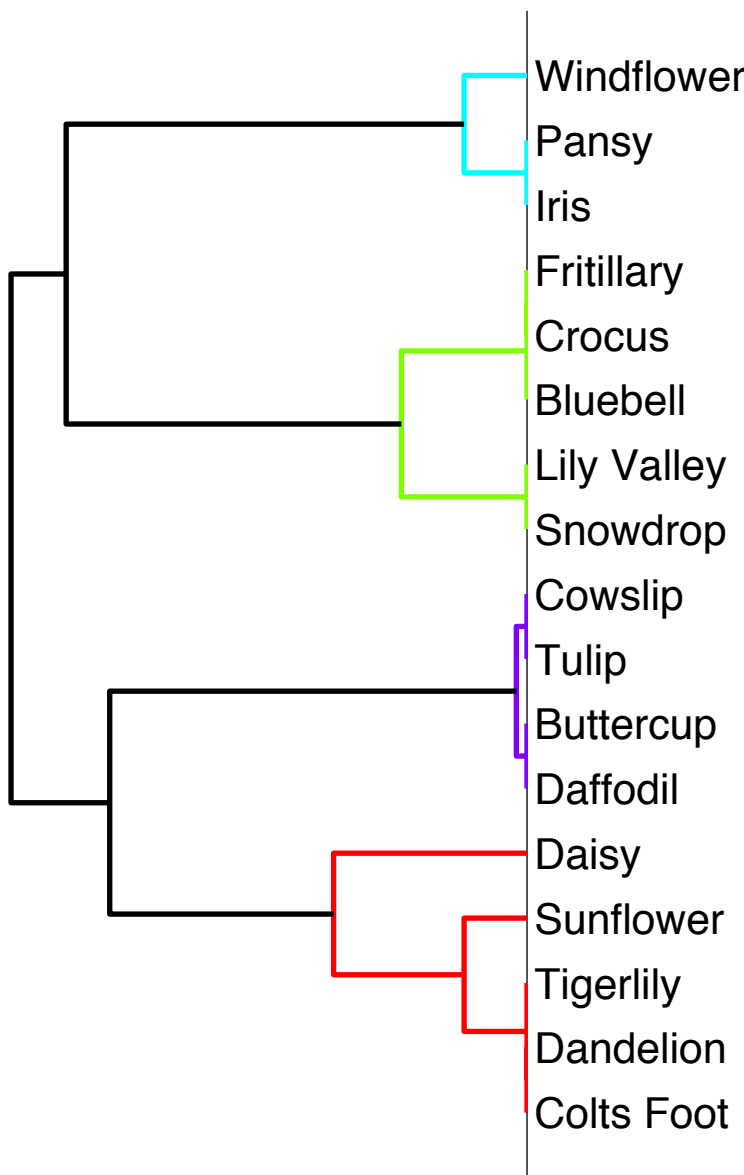 Windflower
Pansy
Iris
Fritillary
Crocus
Bluebell
Lily Valley
Snowdrop
Cowslip
Tulip
Buttercup
Daffodil
Daisy
Sunflower
Tigerlily
Dandelion
Colts Foot